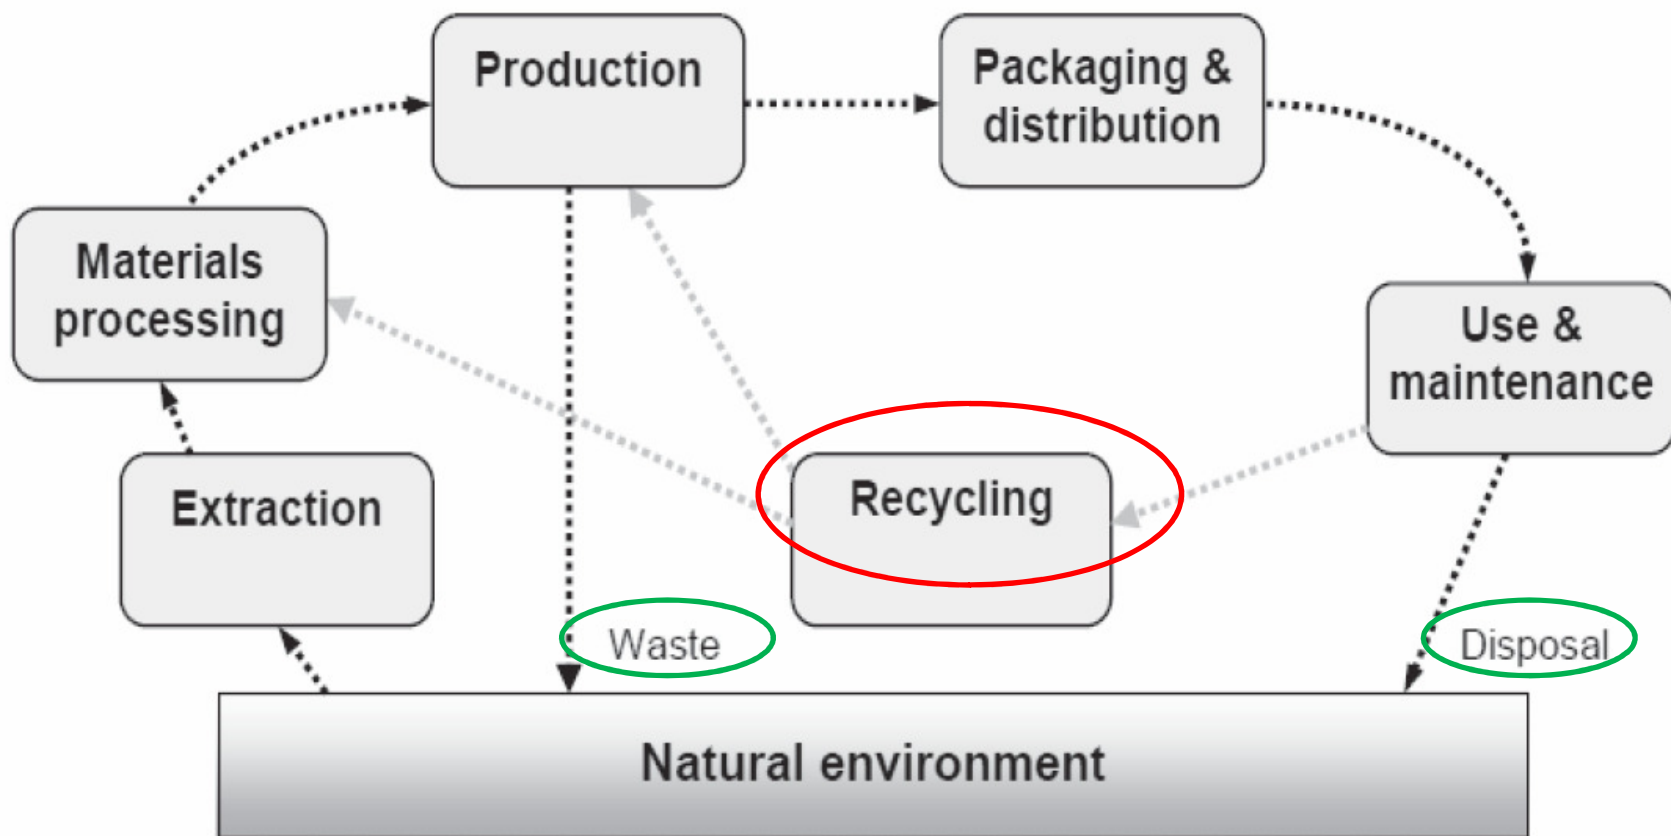 Production
Packaging &
distribution
Materials
processing
Use &
maintenance
Extraction
Recycling
Waste
Disposal
Natural environment